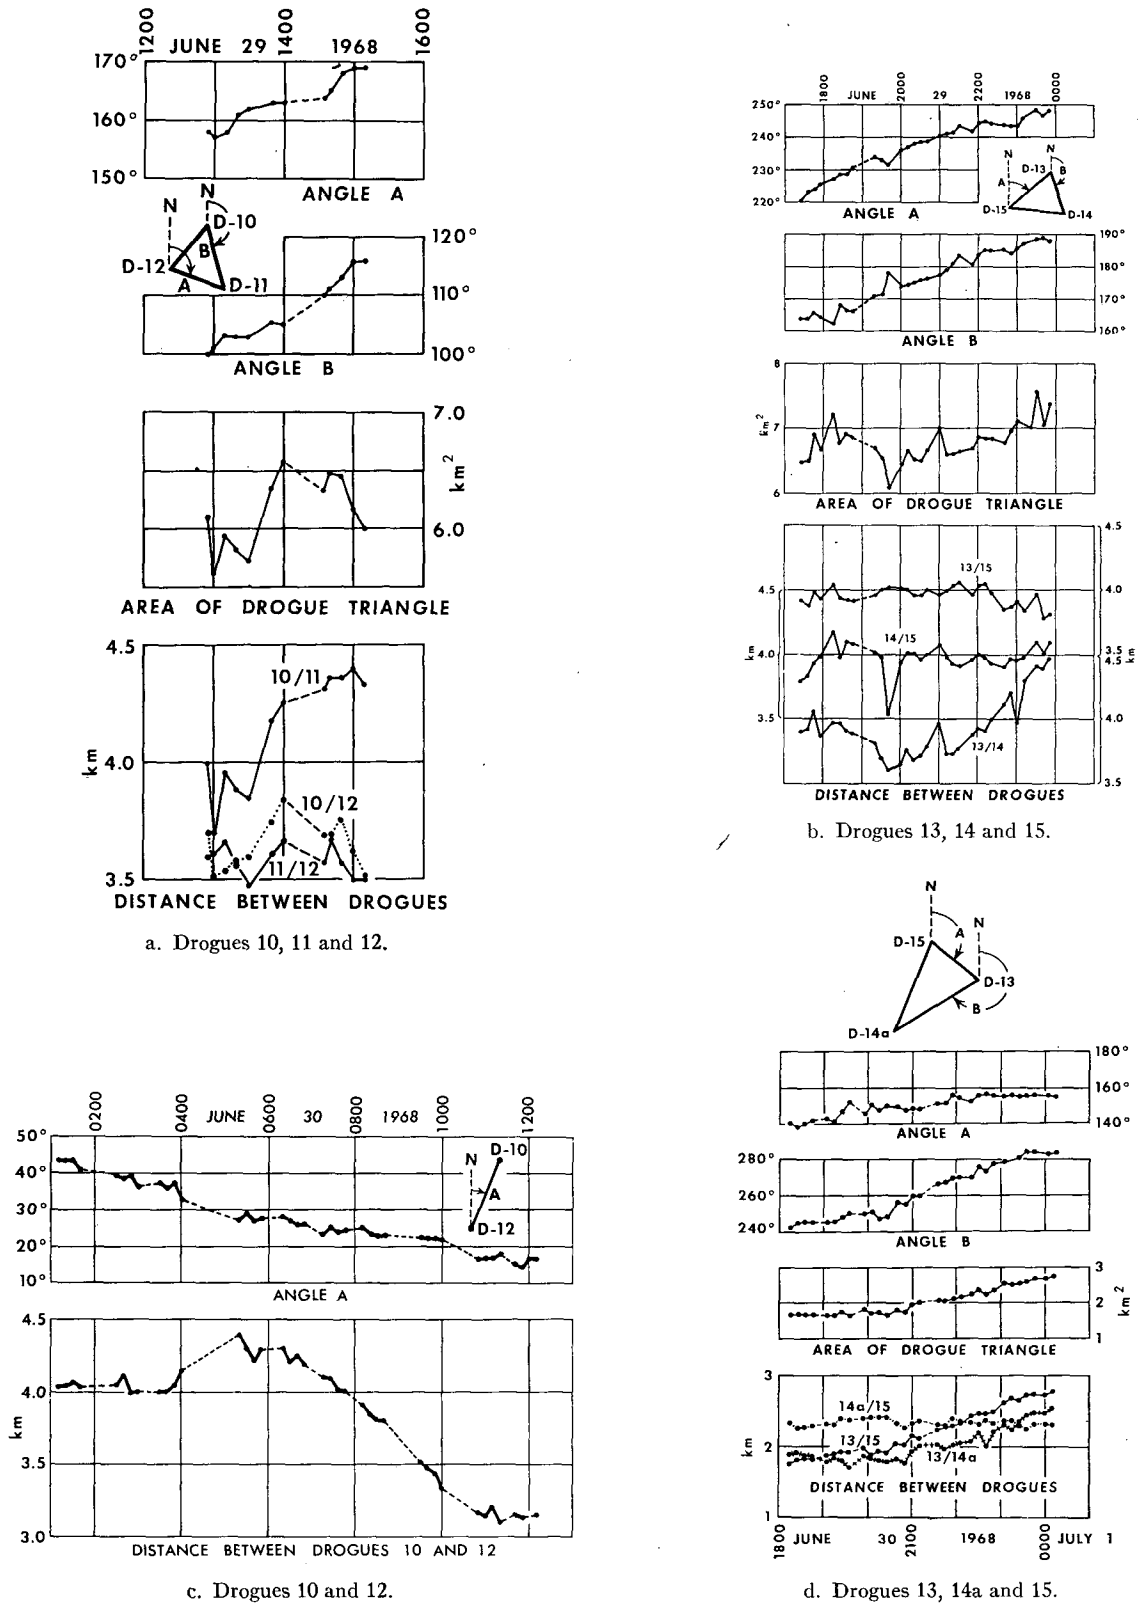 1200 1400 1600
JUNE 29 1968
170°
160°
150°
ANGLE A
N
N
D-10
B
D-12
A
D-11
120°
110°
100°
ANGLE B
7.0
km²
6.0
AREA OF DROGUE TRIANGLE
4.5
10/11
km
4.0
10/12
11/12
3.5
DISTANCE BETWEEN DROGUES
a. Drogues 10, 11 and 12.
1800 JUNE 2000 29 2200 1968 0000
250°
240°
230°
220°
ANGLE A
N
N
D-13
A
B
D-15
D-14
190°
180°
170°
160°
ANGLE B
8
km²
7
6
AREA OF DROGUE TRIANGLE
4.5
13/15
4.5
4.0
14/15
km
4.0
3.5
4.5
km
3.5
4.0
13/14
3.5
DISTANCE BETWEEN DROGUES
b. Drogues 13, 14 and 15.
0200 0400 JUNE 0600 30 0800 1968 1000 1200
50°
40°
30°
20°
10°
N
D-10
A
D-12
ANGLE A
4.5
4.0
km
3.5
3.0
DISTANCE BETWEEN DROGUES 10 AND 12
c. Drogues 10 and 12.
N
N
A
D-15
D-13
B
D-14a
180°
160°
140°
ANGLE A
280°
260°
240°
ANGLE B
3
km²
2
1
AREA OF DROGUE TRIANGLE
3
14a/15
13/15
km
2
13/14a
DISTANCE BETWEEN DROGUES
1
1800 JUNE 30 2100 1968 0000 JULY 1
d. Drogues 13, 14a and 15.